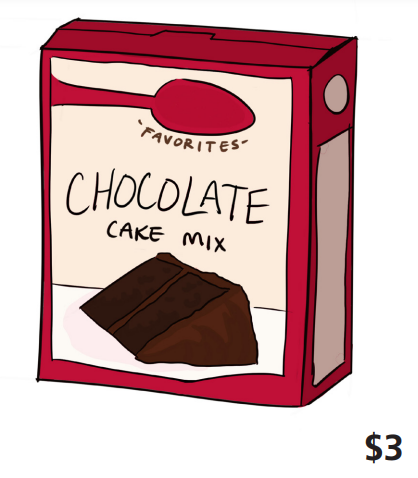 'FAVORITES-
CHOCOLATE
CAKE MIX
$3